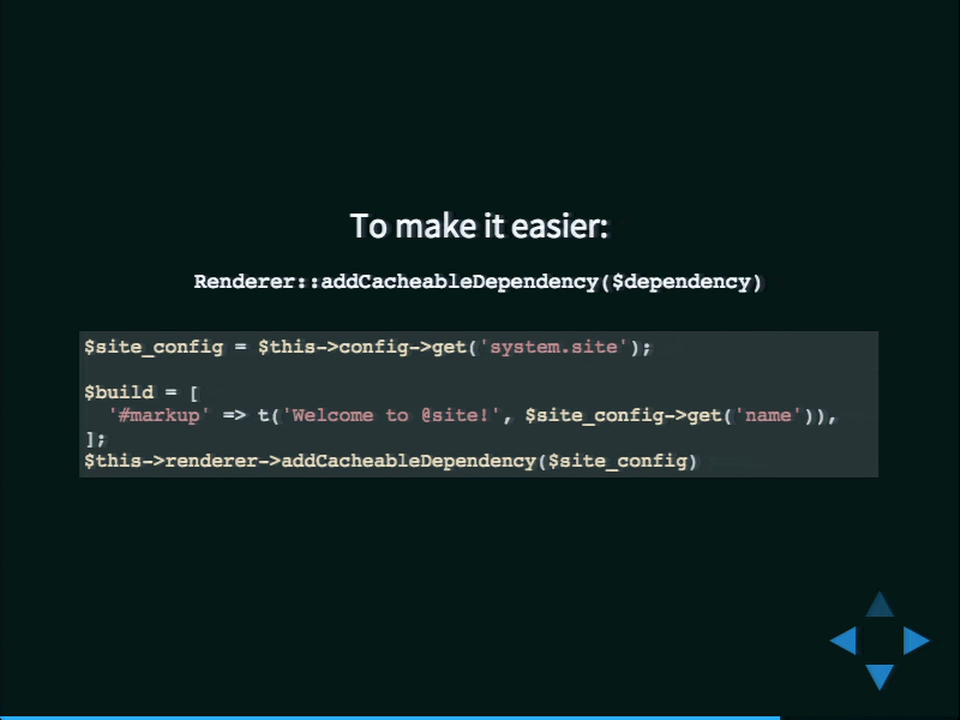 To make it easier:
Renderer::addCacheableDependency($dependency)
$site_config = $this->config->get('system.site');
$build = [
  '#markup' => t('Welcome to @site!', $site_config->get('name')),
];
$this->renderer->addCacheableDependency($site_config)